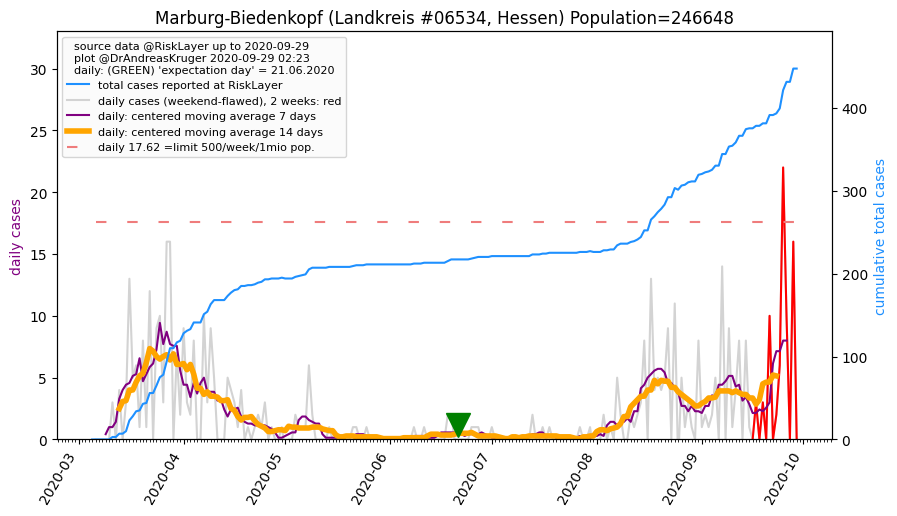 Marburg-Biedenkopf (Landkreis #06534, Hessen) Population=246648
source data @RiskLayer up to 2020-09-29
plot @DrAndreasKruger 2020-09-29 02:23
daily: (GREEN) 'expectation day' = 21.06.2020
total cases reported at RiskLayer
daily cases (weekend-flawed), 2 weeks: red
daily: centered moving average 7 days
daily: centered moving average 14 days
daily 17.62 =limit 500/week/1mio pop.
daily cases
30
25
20
15
10
5
0
cumulative total cases
400
300
200
100
0
2020-03
2020-04
2020-05
2020-06
2020-07
2020-08
2020-09
2020-10